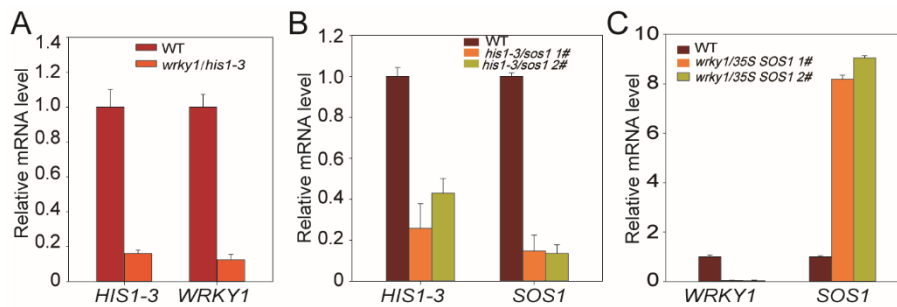 A
Relative mRNA level
1.4
1.2
1.0
0.8
0.6
0.4
0.2
0
WT
wrky1/his1-3
HIS1-3 WRKY1
B
Relative mRNA level
1.2
1.0
0.8
0.6
0.4
0.2
0
WT
his1-3/sos1 1#
his1-3/sos1 2#
HIS1-3 SOS1
C
Relative mRNA level
10
8
6
4
2
0
WT
wrky1/35S SOS1 1#
wrky1/35S SOS1 2#
WRKY1 SOS1